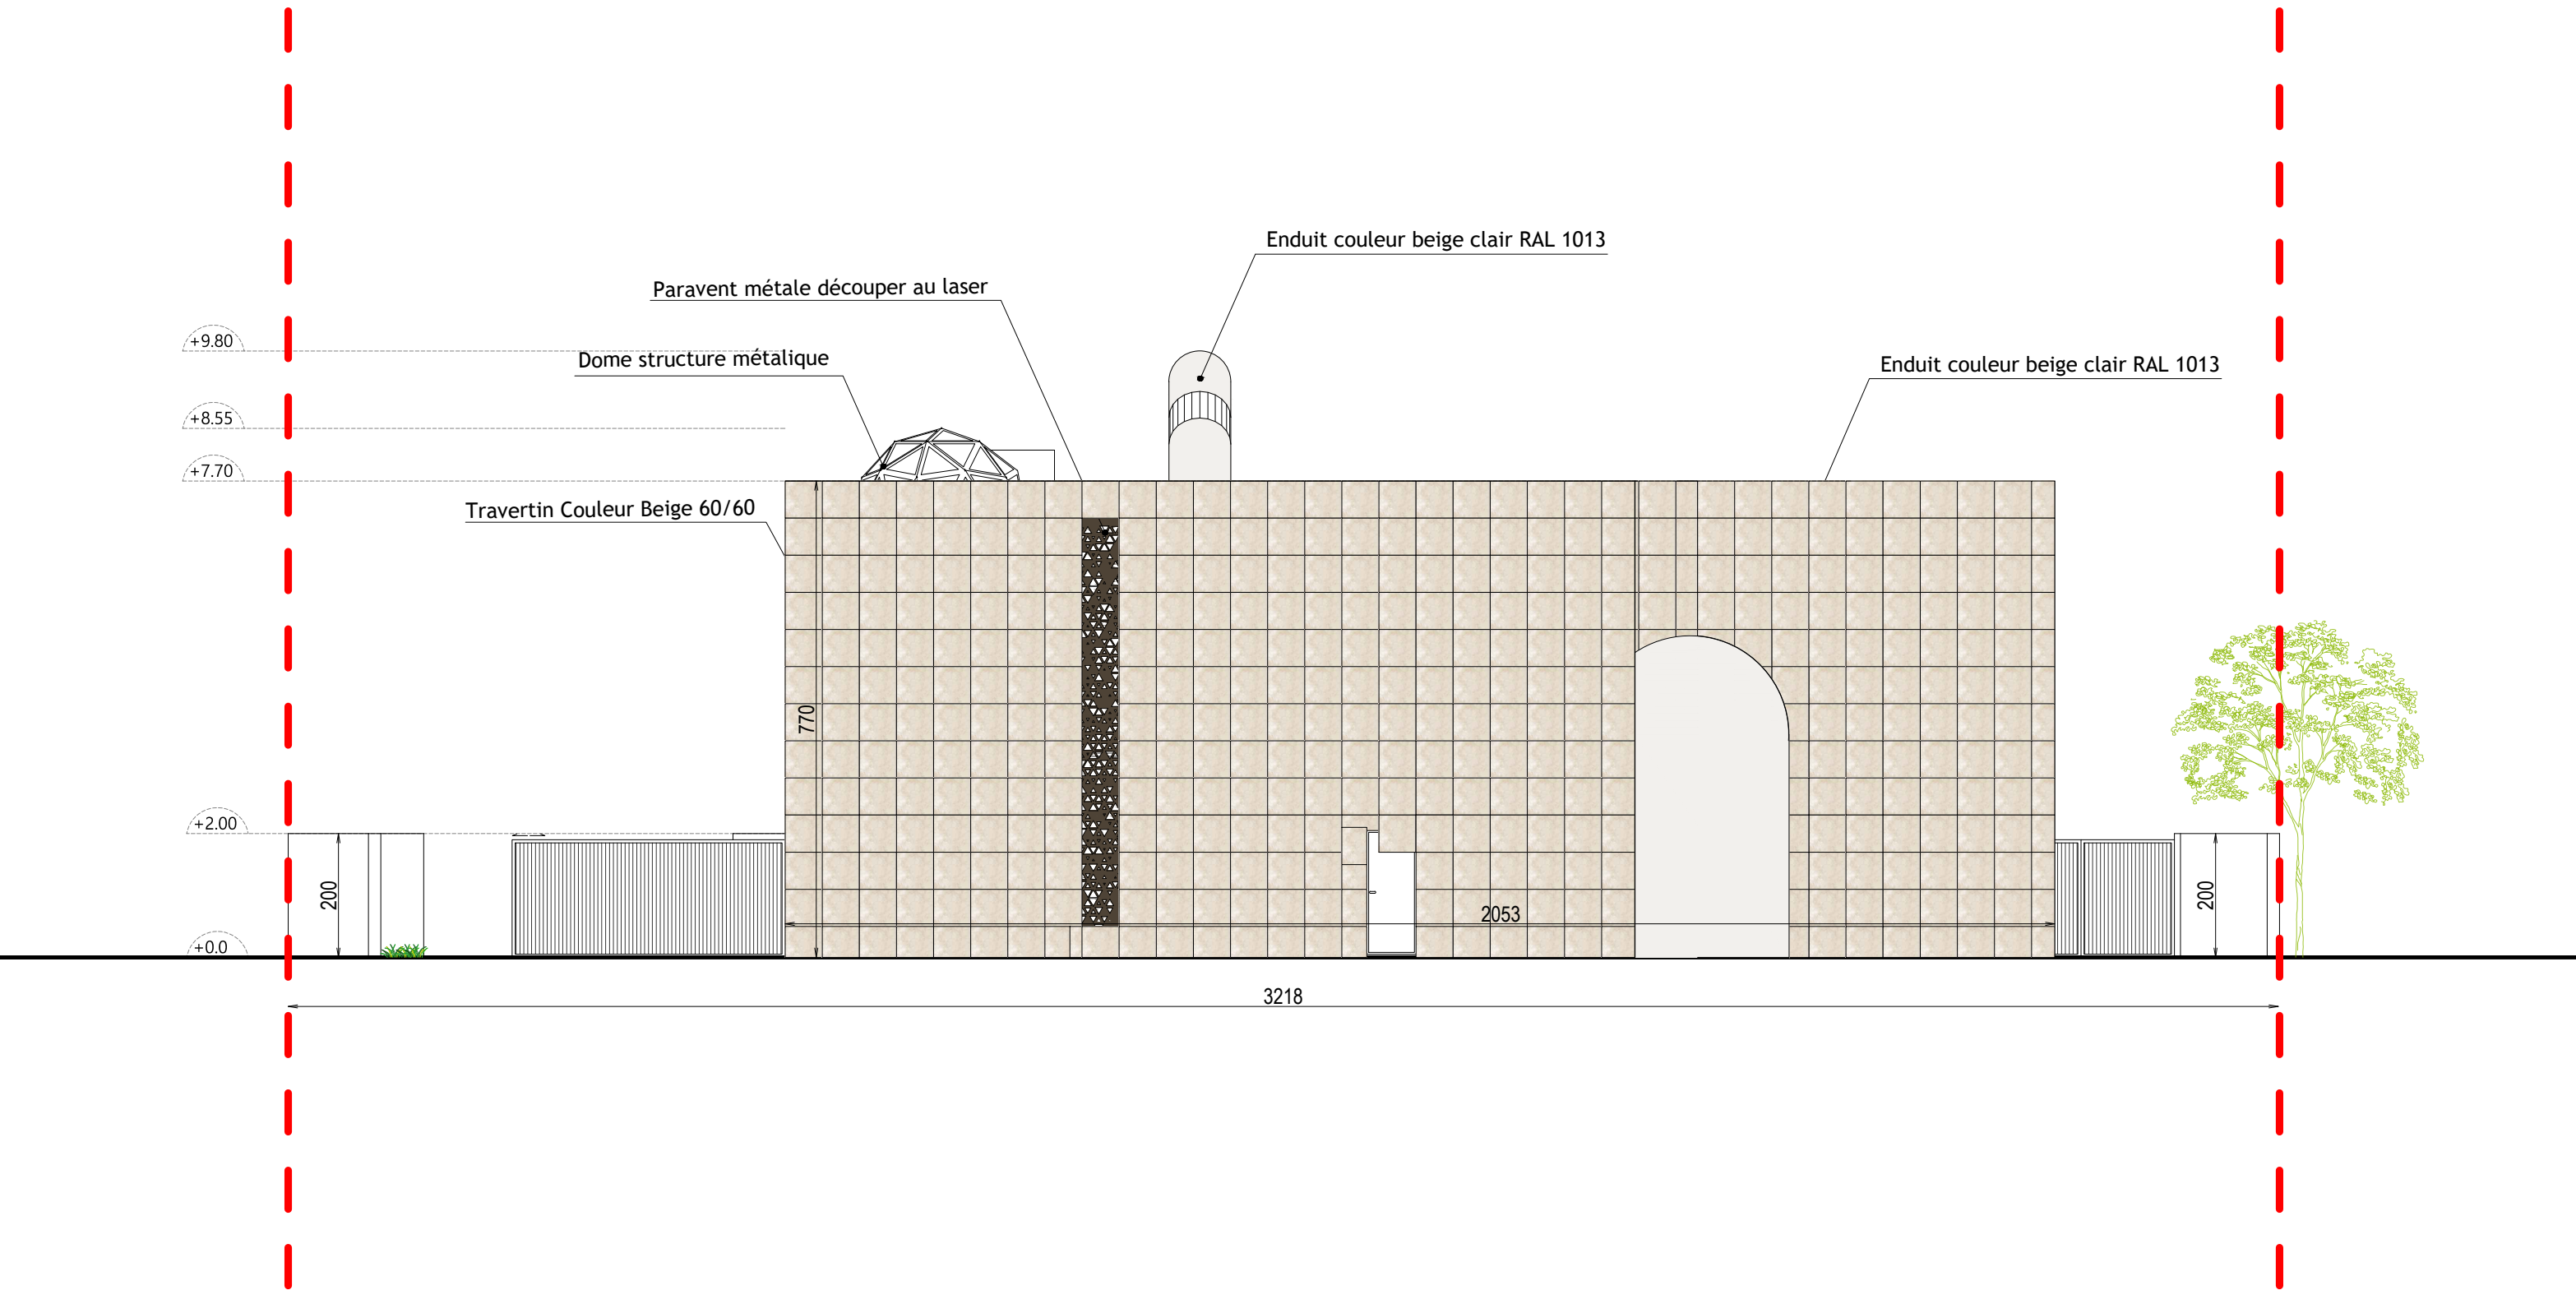 Enduit couleur beige clair RAL 1013
Paravent métale découper au laser
+9.80
Dome structure métalique
Enduit couleur beige clair RAL 1013
+8.55
+7.70
Travertin Couleur Beige 60/60
770
+2.00
200
200
2053
+0.0
3218